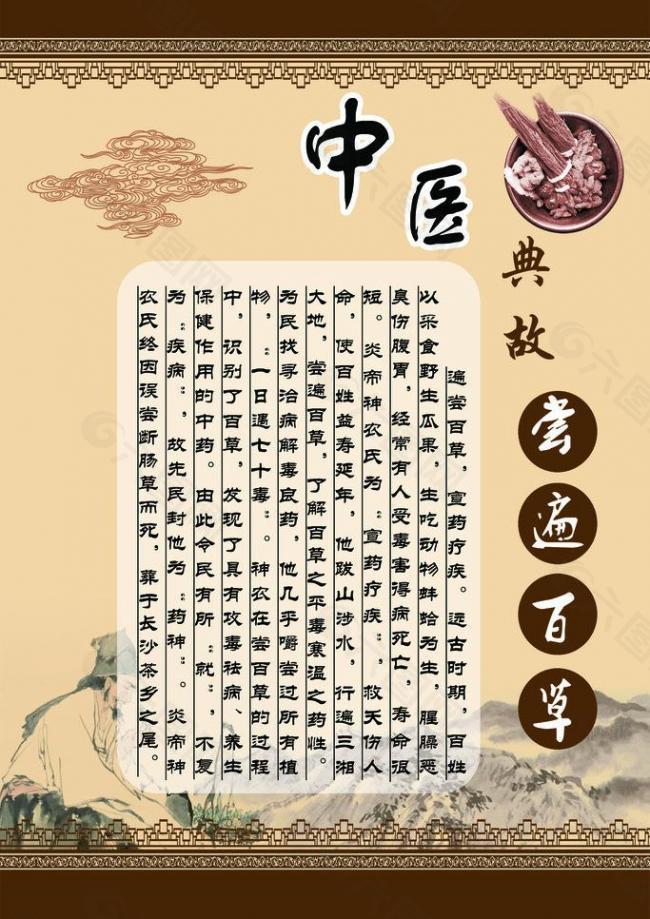 中医
典故
尝遍百草
遍尝百草，宣药疗疾。远古时期，百姓
以采食野生瓜果，生吃动物蚌蛤为生，腥臊恶
臭伤腹胃，经常有人受毒害得病死亡，寿命很
短。炎帝神农氏为“宣药疗疾”，救夭伤人
命，使百姓益寿延年，他跋山涉水，行遍三湘
大地，尝遍百草，了解百草之平毒寒温之药性。
为民找寻治病解毒良药，他几乎嚼尝过所有植
物，“一日遇七十毒”。神农在尝百草的过程
中，识别了百草，发现了具有攻毒祛病、养生
保健作用的中药。由此令民有所“就”，不复
为“疾病”，故先民封他为“药神”。炎帝神
农氏终因误尝断肠草而死，葬于长沙茶乡之尾。